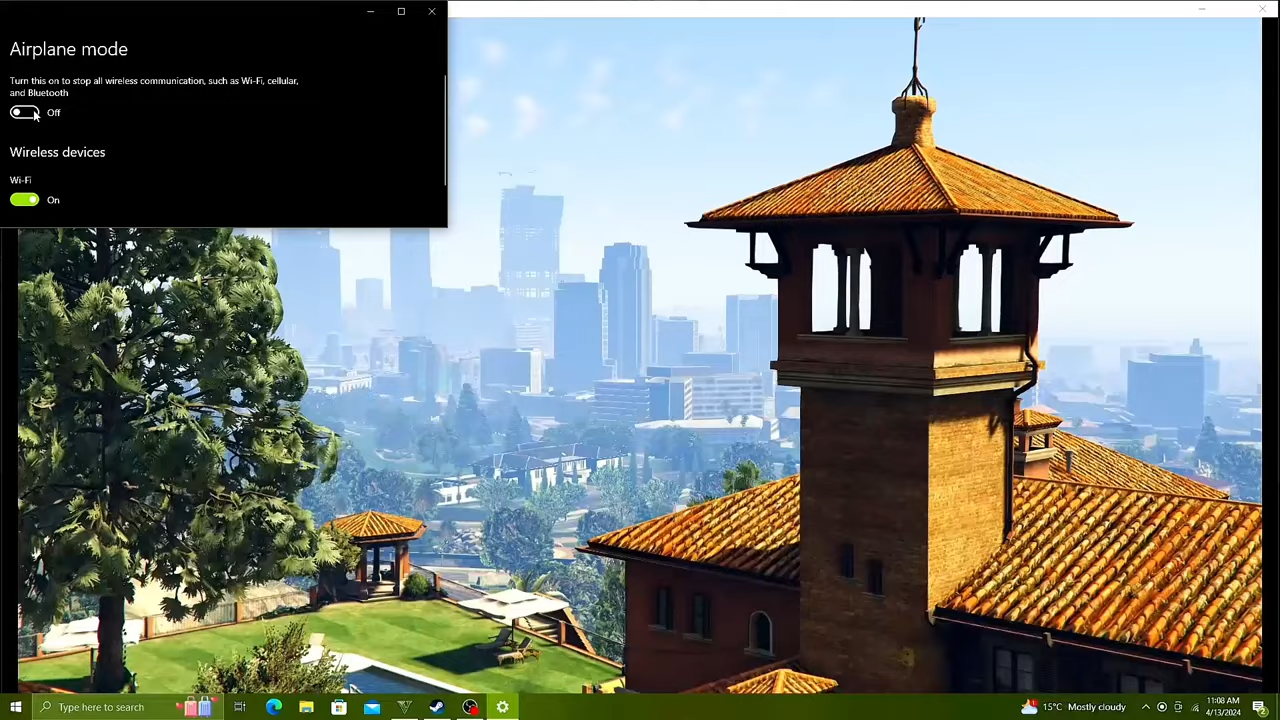 Airplane mode
Turn this on to stop all wireless communication, such as Wi-Fi, cellular,
and Bluetooth
Off
Wireless devices
Wi-Fi
On
Type here to search
15°C Mostly cloudy
11:08 AM
4/13/2024
2